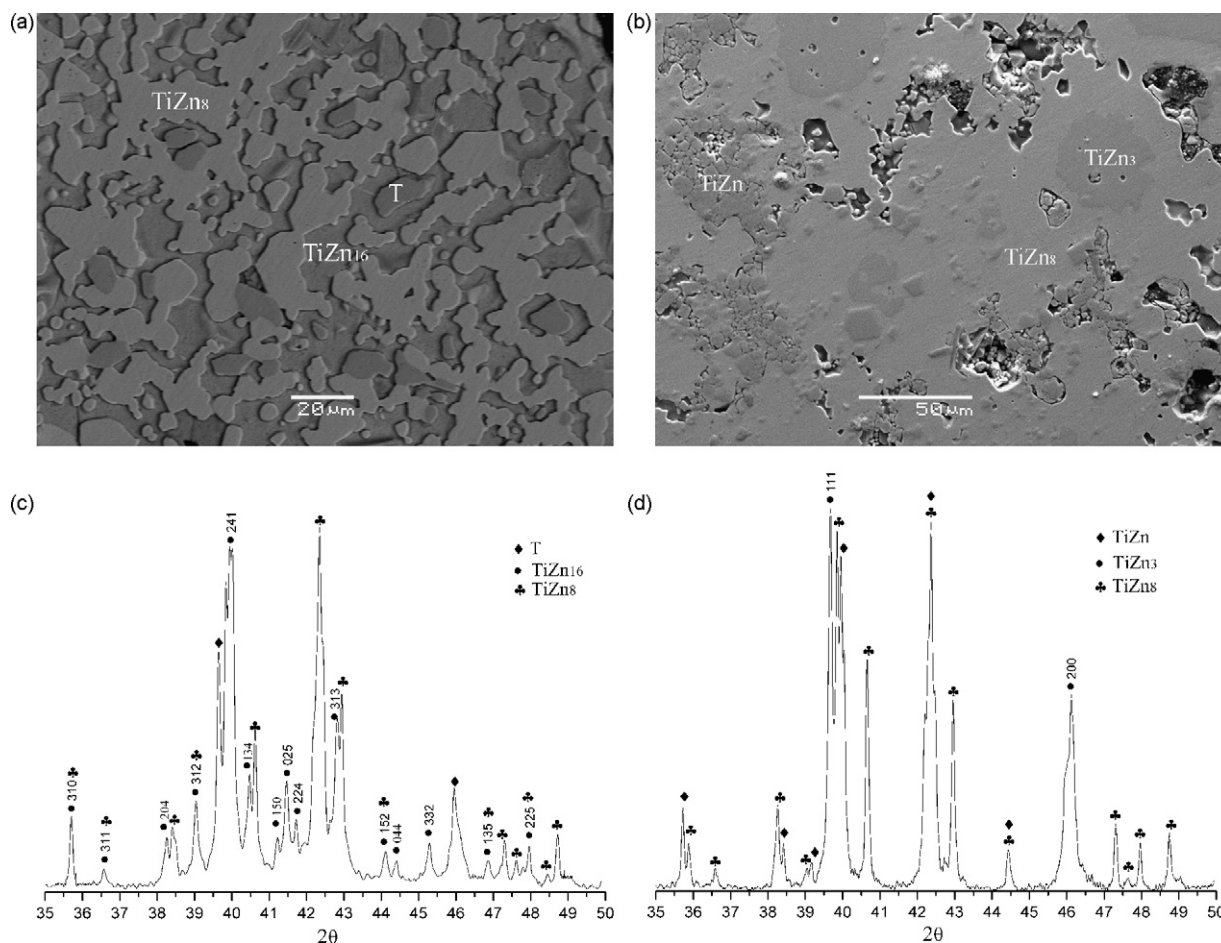 (a)
TiZn8
T
TiZn16
20μm
(b)
TiZn
TiZn3
TiZn8
50μm
(c)
310 ♣
♣
311
204
♣
312 ♣
♦
241
134
♣
150
025
224
♣
313
♣
♣
152
044
332
♦
♣
135
♣
♣
♣
225
♣
♣
♦ T
● TiZn16
♣ TiZn8
35 36 37 38 39 40 41 42 43 44 45 46 47 48 49 50
2θ
(d)
111
200
♦ TiZn
● TiZn3
♣ TiZn8
35 36 37 38 39 40 41 42 43 44 45 46 47 48 49 50
2θ